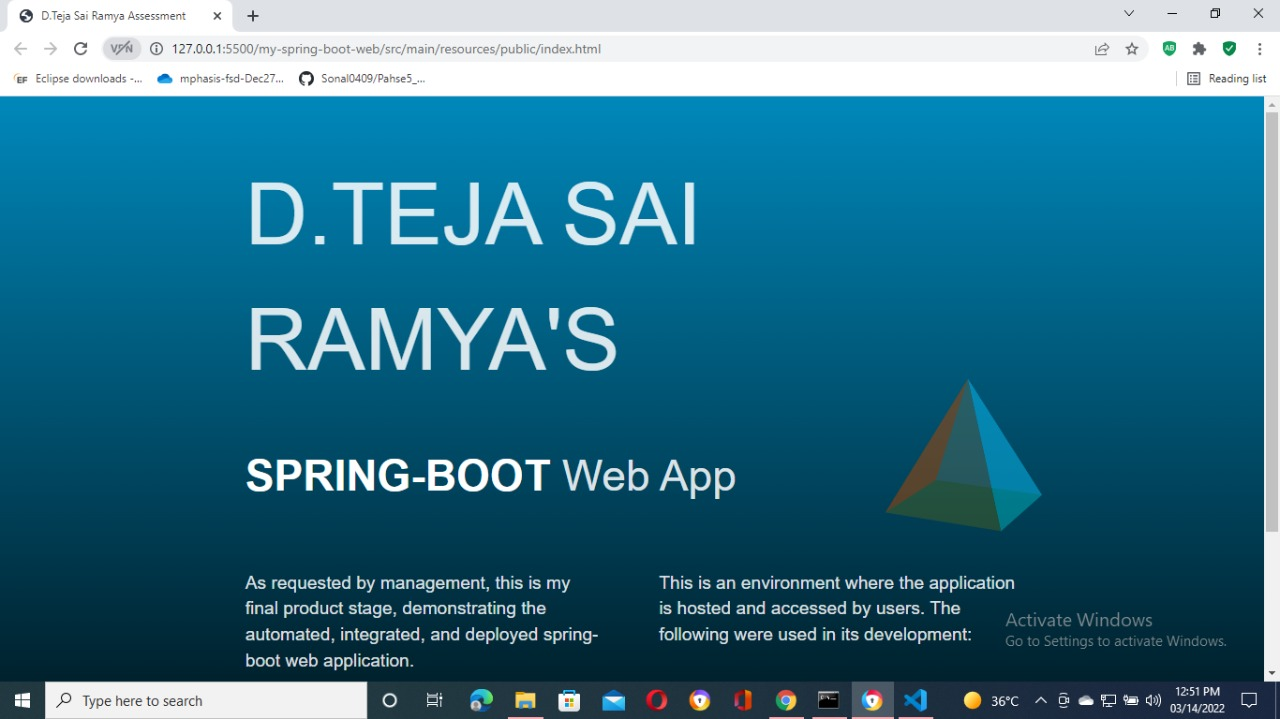 D.Teja Sai Ramya Assessment
VPN
127.0.0.1:5500/my-spring-boot-web/src/main/resources/public/index.html
AB
EF Eclipse downloads -... mphasis-fsd-Dec27... Sonal0409/Pahse5_... Reading list
D.TEJA SAI
RAMYA'S
SPRING-BOOT Web App
As requested by management, this is my
final product stage, demonstrating the
automated, integrated, and deployed spring-
boot web application.
This is an environment where the application
is hosted and accessed by users. The
following were used in its development:
Activate Windows
Go to Settings to activate Windows.
Type here to search
36°C
12:51 PM
03/14/2022